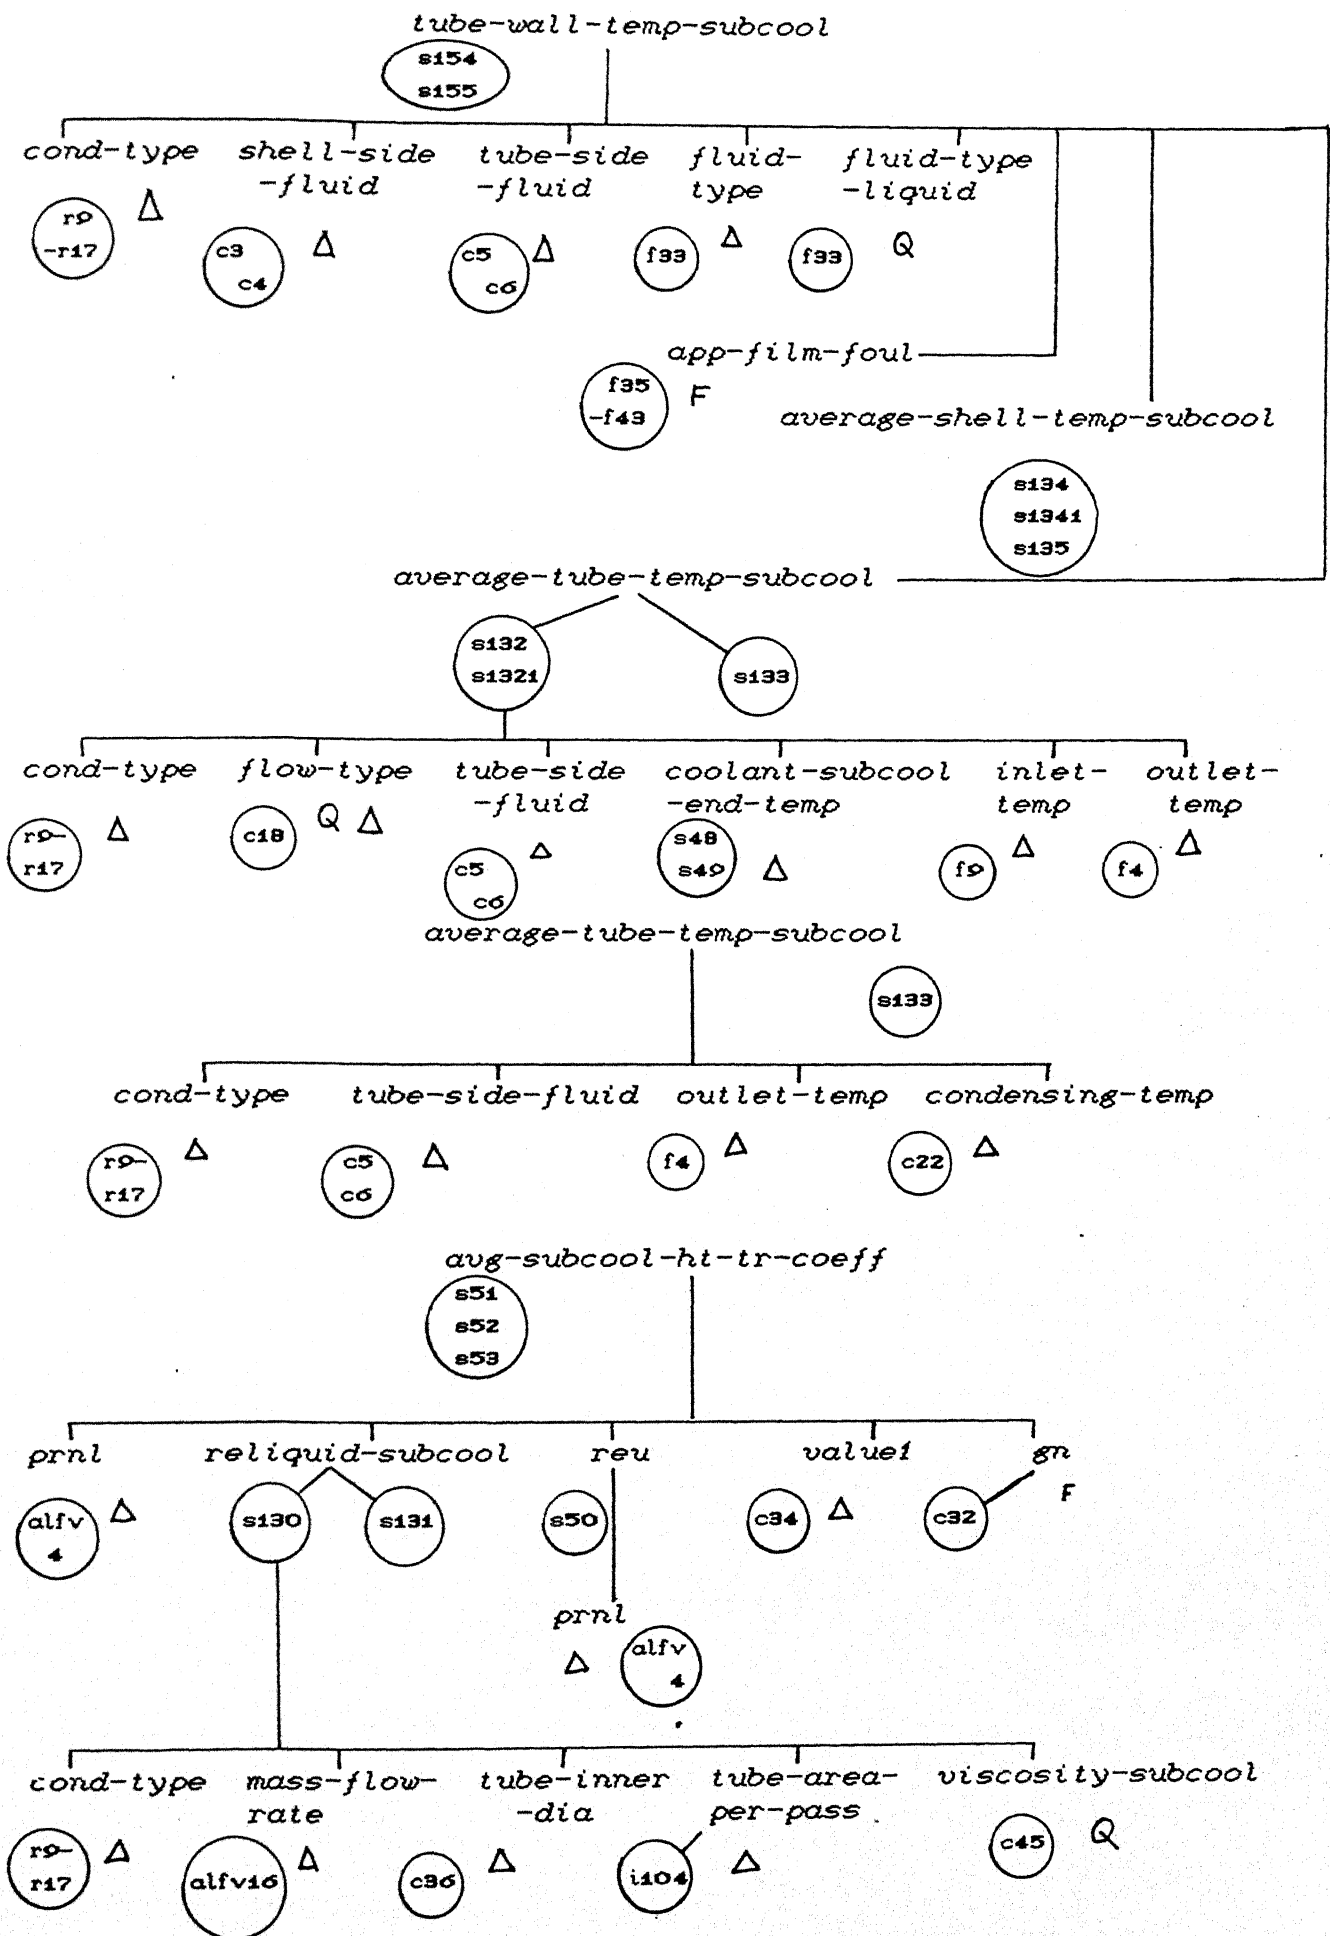 tube-wall-temp-subcool
s154
s155
cond-type shell-side tube-side fluid- fluid-type
-fluid -fluid type -liquid
r9 Δ
-r17
c3 Δ
c4
c5 Δ
c6
f33 Δ
f33 Q
app-film-foul
f35 F
-f43
average-shell-temp-subcool
s134
s1341
s135
average-tube-temp-subcool
s132
s1321
s133
cond-type flow-type tube-side coolant-subcool inlet- outlet-
-fluid -end-temp temp temp
r9- Δ
r17
c18 Q Δ
c5 Δ
c6
s48
s49 Δ
f9 Δ
f4 Δ
average-tube-temp-subcool
s133
cond-type tube-side-fluid outlet-temp condensing-temp
r9- Δ
r17
c5 Δ
c6
f4 Δ
c22 Δ
avg-subcool-ht-tr-coeff
s51
s52
s53
prnl reliquid-subcool reu value1 gn
alfv Δ
4
s130
s131
s50
c34 Δ
c32 F
prnl
Δ alfv
4
cond-type mass-flow- tube-inner tube-area- viscosity-subcool
rate -dia per-pass
r9- Δ
r17
alfv16 Δ
c36 Δ
i104 Δ
c45 Q